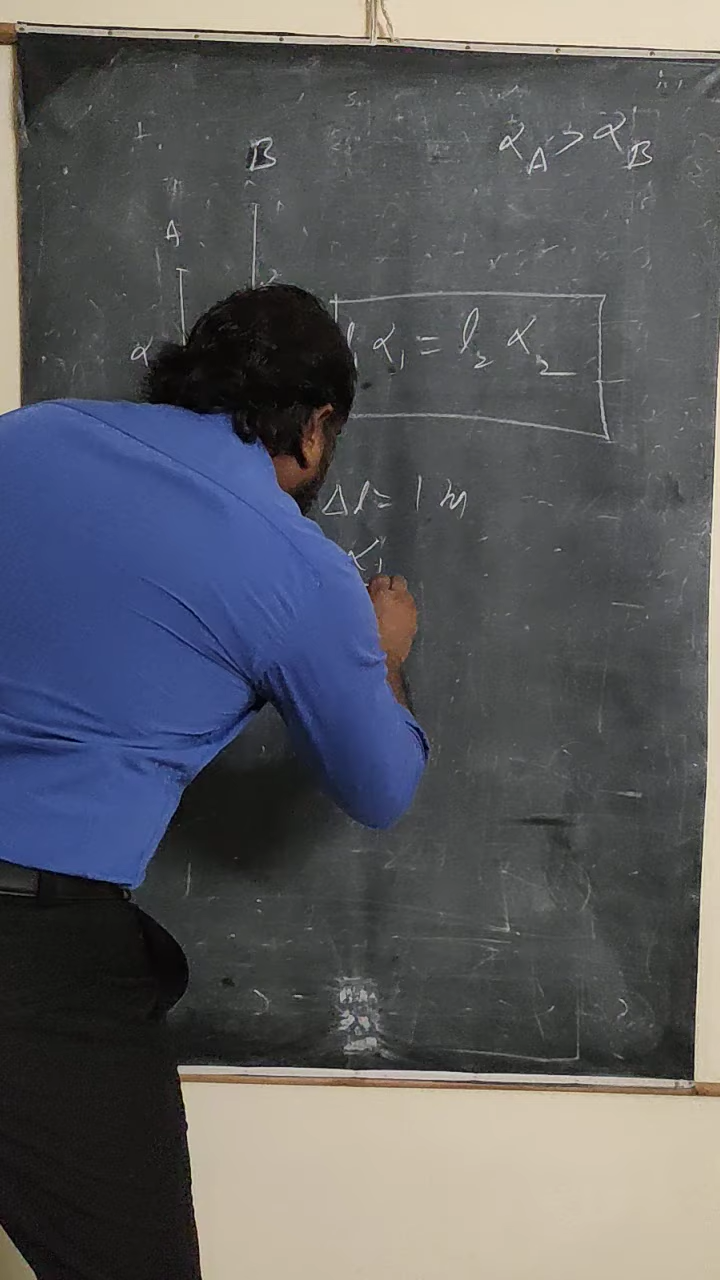 α_A > α_B
B
A
α
l₁ α₁ = l₂ α₂
Δl = 1 m
α₁